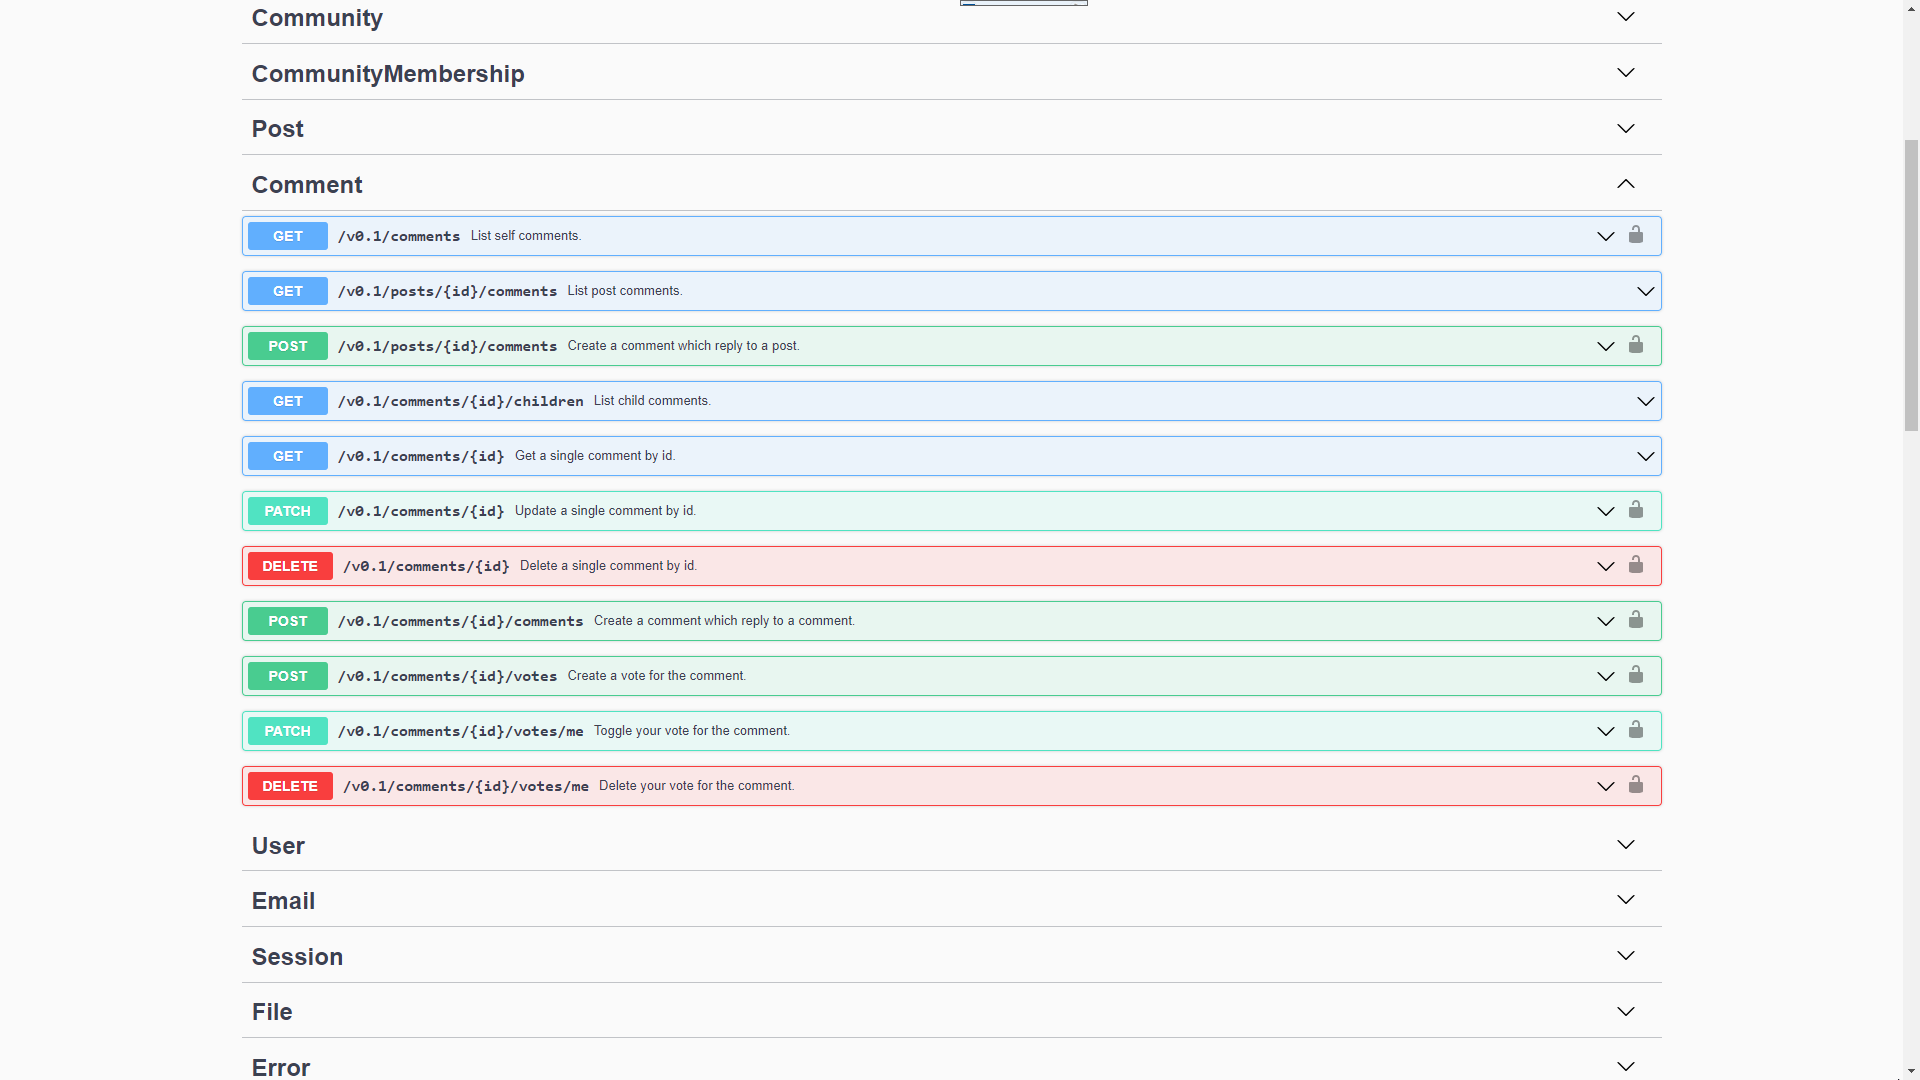 Community
CommunityMembership
Post
Comment
GET /v0.1/comments List self comments.
GET /v0.1/posts/{id}/comments List post comments.
POST /v0.1/posts/{id}/comments Create a comment which reply to a post.
GET /v0.1/comments/{id}/children List child comments.
GET /v0.1/comments/{id} Get a single comment by id.
PATCH /v0.1/comments/{id} Update a single comment by id.
DELETE /v0.1/comments/{id} Delete a single comment by id.
POST /v0.1/comments/{id}/comments Create a comment which reply to a comment.
POST /v0.1/comments/{id}/votes Create a vote for the comment.
PATCH /v0.1/comments/{id}/votes/me Toggle your vote for the comment.
DELETE /v0.1/comments/{id}/votes/me Delete your vote for the comment.
User
Email
Session
File
Error